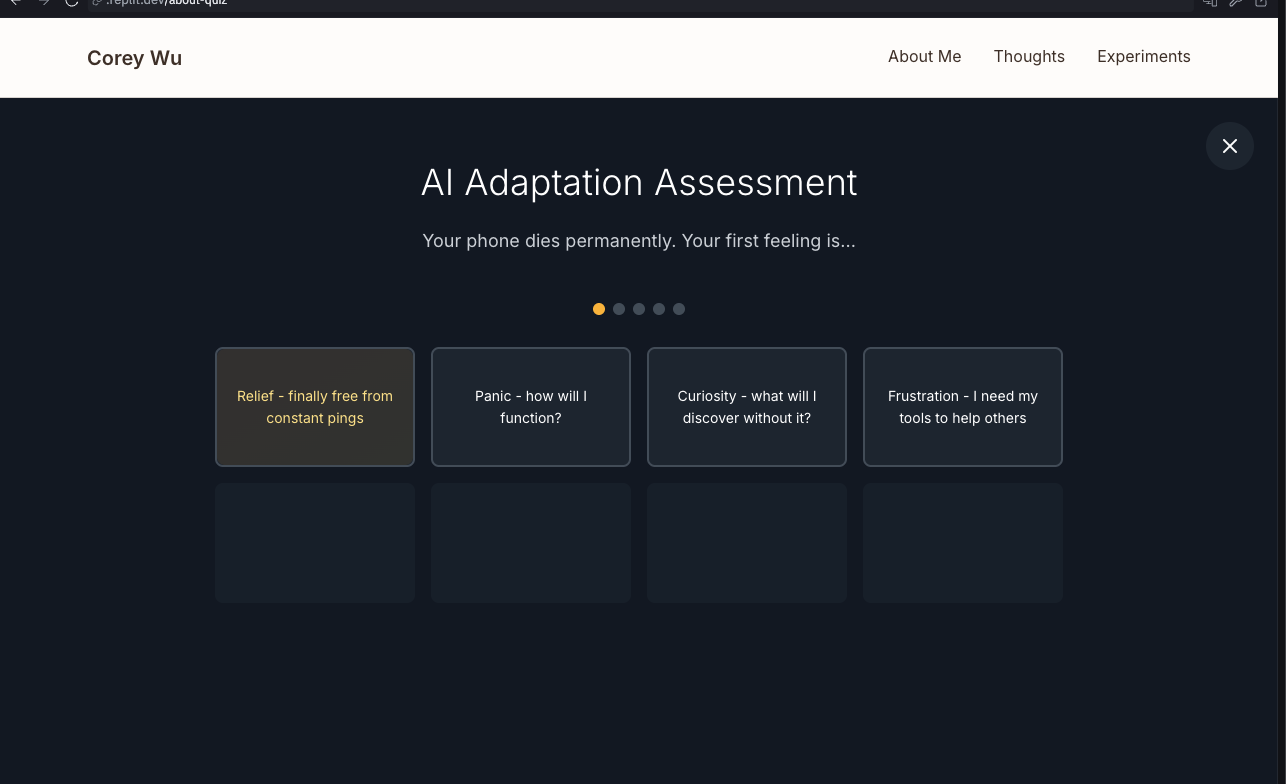 .replit.dev/about-quiz
Corey Wu
About Me
Thoughts
Experiments
AI Adaptation Assessment
Your phone dies permanently. Your first feeling is...
Relief - finally free from
constant pings
Panic - how will I
function?
Curiosity - what will I
discover without it?
Frustration - I need my
tools to help others